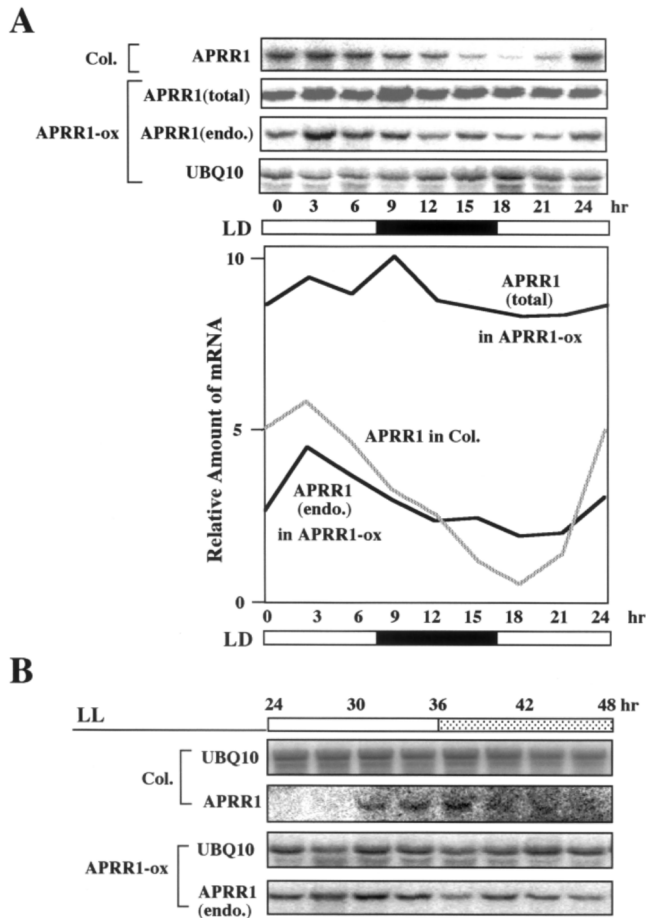 A
Col.
APRR1
APRR1-ox
APRR1(total)
APRR1(endo.)
UBQ10
0 3 6 9 12 15 18 21 24 hr
LD
Relative Amount of mRNA
10
5
0
APRR1
(total)
in APRR1-ox
APRR1 in Col.
APRR1
(endo.)
in APRR1-ox
0 3 6 9 12 15 18 21 24 hr
LD
B
24 30 36 42 48 hr
LL
Col.
UBQ10
APRR1
APRR1-ox
UBQ10
APRR1
(endo.)